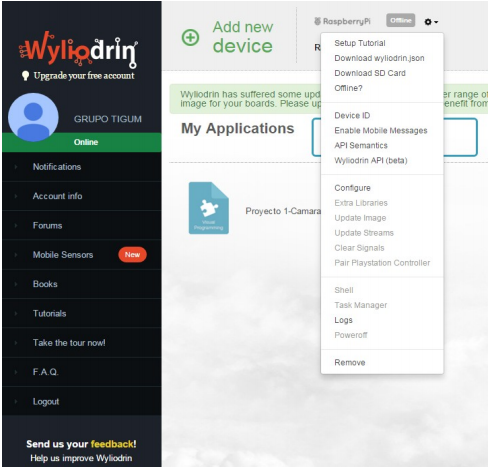 Wyliodrin
Upgrade your free account
GRUPO TIGUM
Online
Notifications
Account info
Forums
Mobile Sensors New
Books
Tutorials
Take the tour now!
F.A.Q.
Logout
Send us your feedback!
Help us improve Wyliodrin
Add new
device
RaspberryPi Offline
R
Wyliodrin has suffered some upd er range of
image for your boards. Please up enefit from
My Applications
Visual
Programming
Proyecto 1-Camara
Setup Tutorial
Download wyliodrin.json
Download SD Card
Offline?
Device ID
Enable Mobile Messages
API Semantics
Wyliodrin API (beta)
Configure
Extra Libraries
Update Image
Update Streams
Clear Signals
Pair Playstation Controller
Shell
Task Manager
Logs
Poweroff
Remove